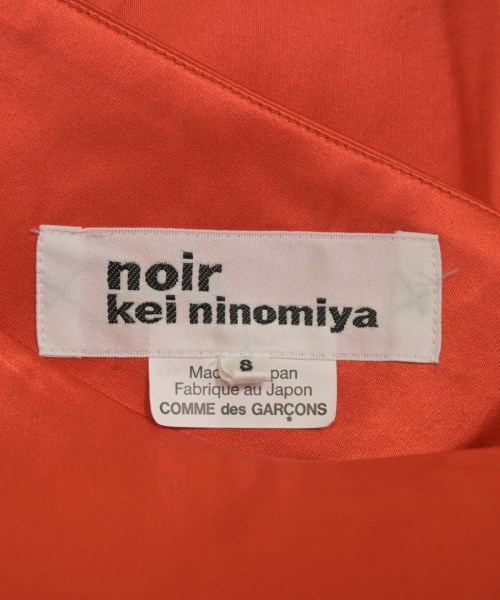 noir
kei ninomiya
S
Fabrique au Japon
COMME des GARÇONS
*